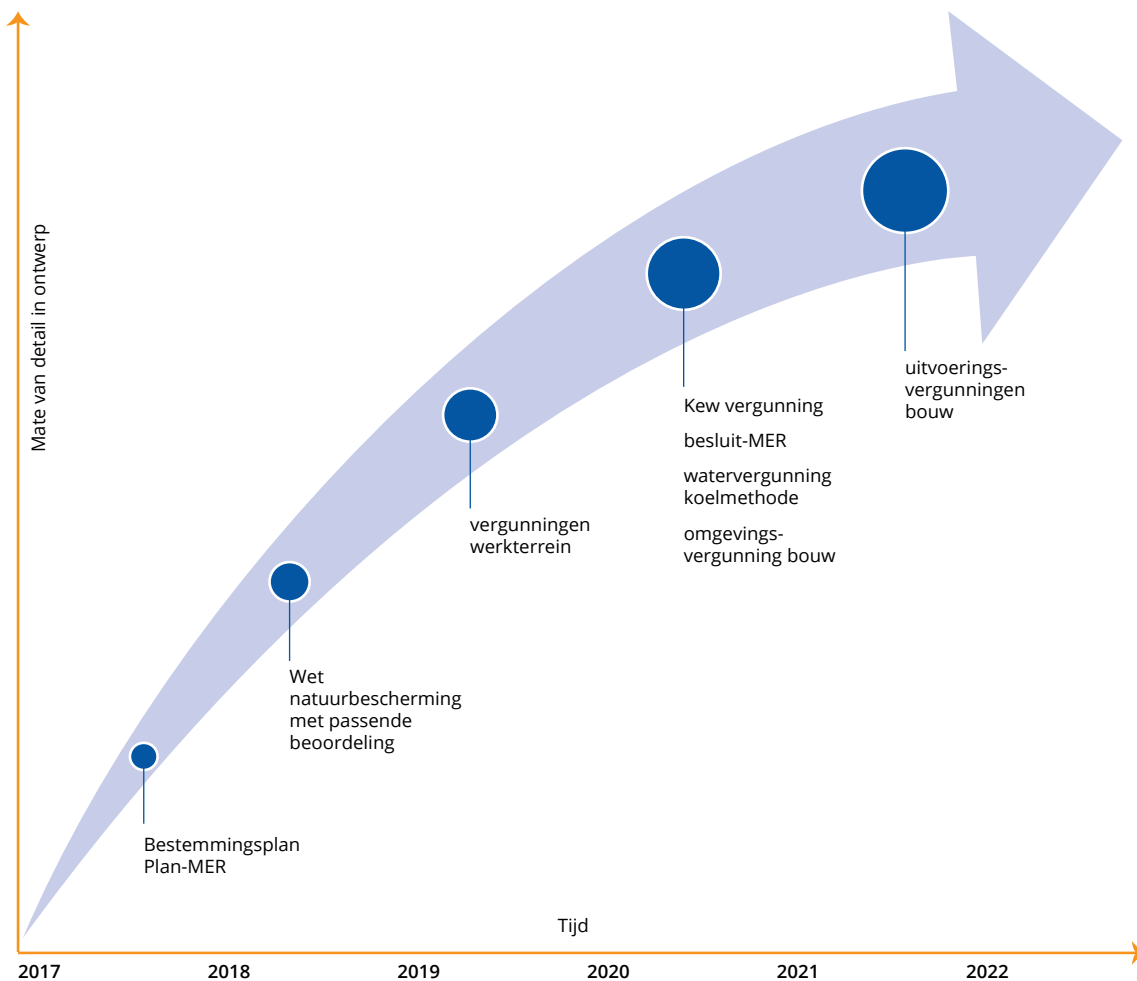 Mate van detail in ontwerp
uitvoerings-
vergunningen
bouw
Kew vergunning
besluit-MER
watervergunning
koelmethode
omgevings-
vergunning bouw
vergunningen
werkterrein
Wet
natuurbescherming
met passende
beoordeling
Bestemmingsplan
Plan-MER
Tijd
2017 2018 2019 2020 2021 2022